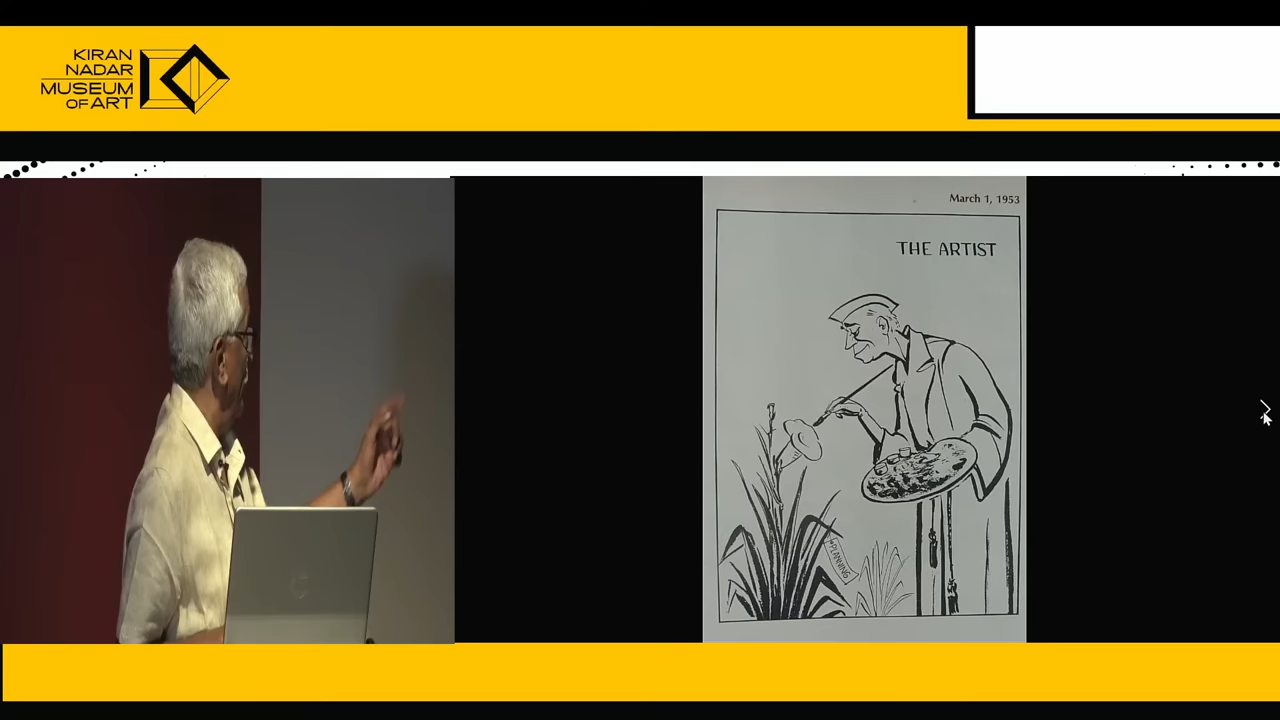 KIRAN
NADAR
MUSEUM
OF ART
March 1, 1953
THE ARTIST
PLANNING